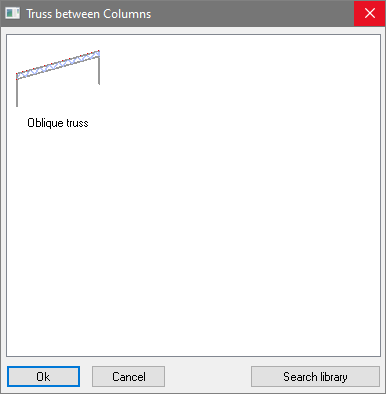 Truss between Columns
Oblique truss
Ok
Cancel
Search library